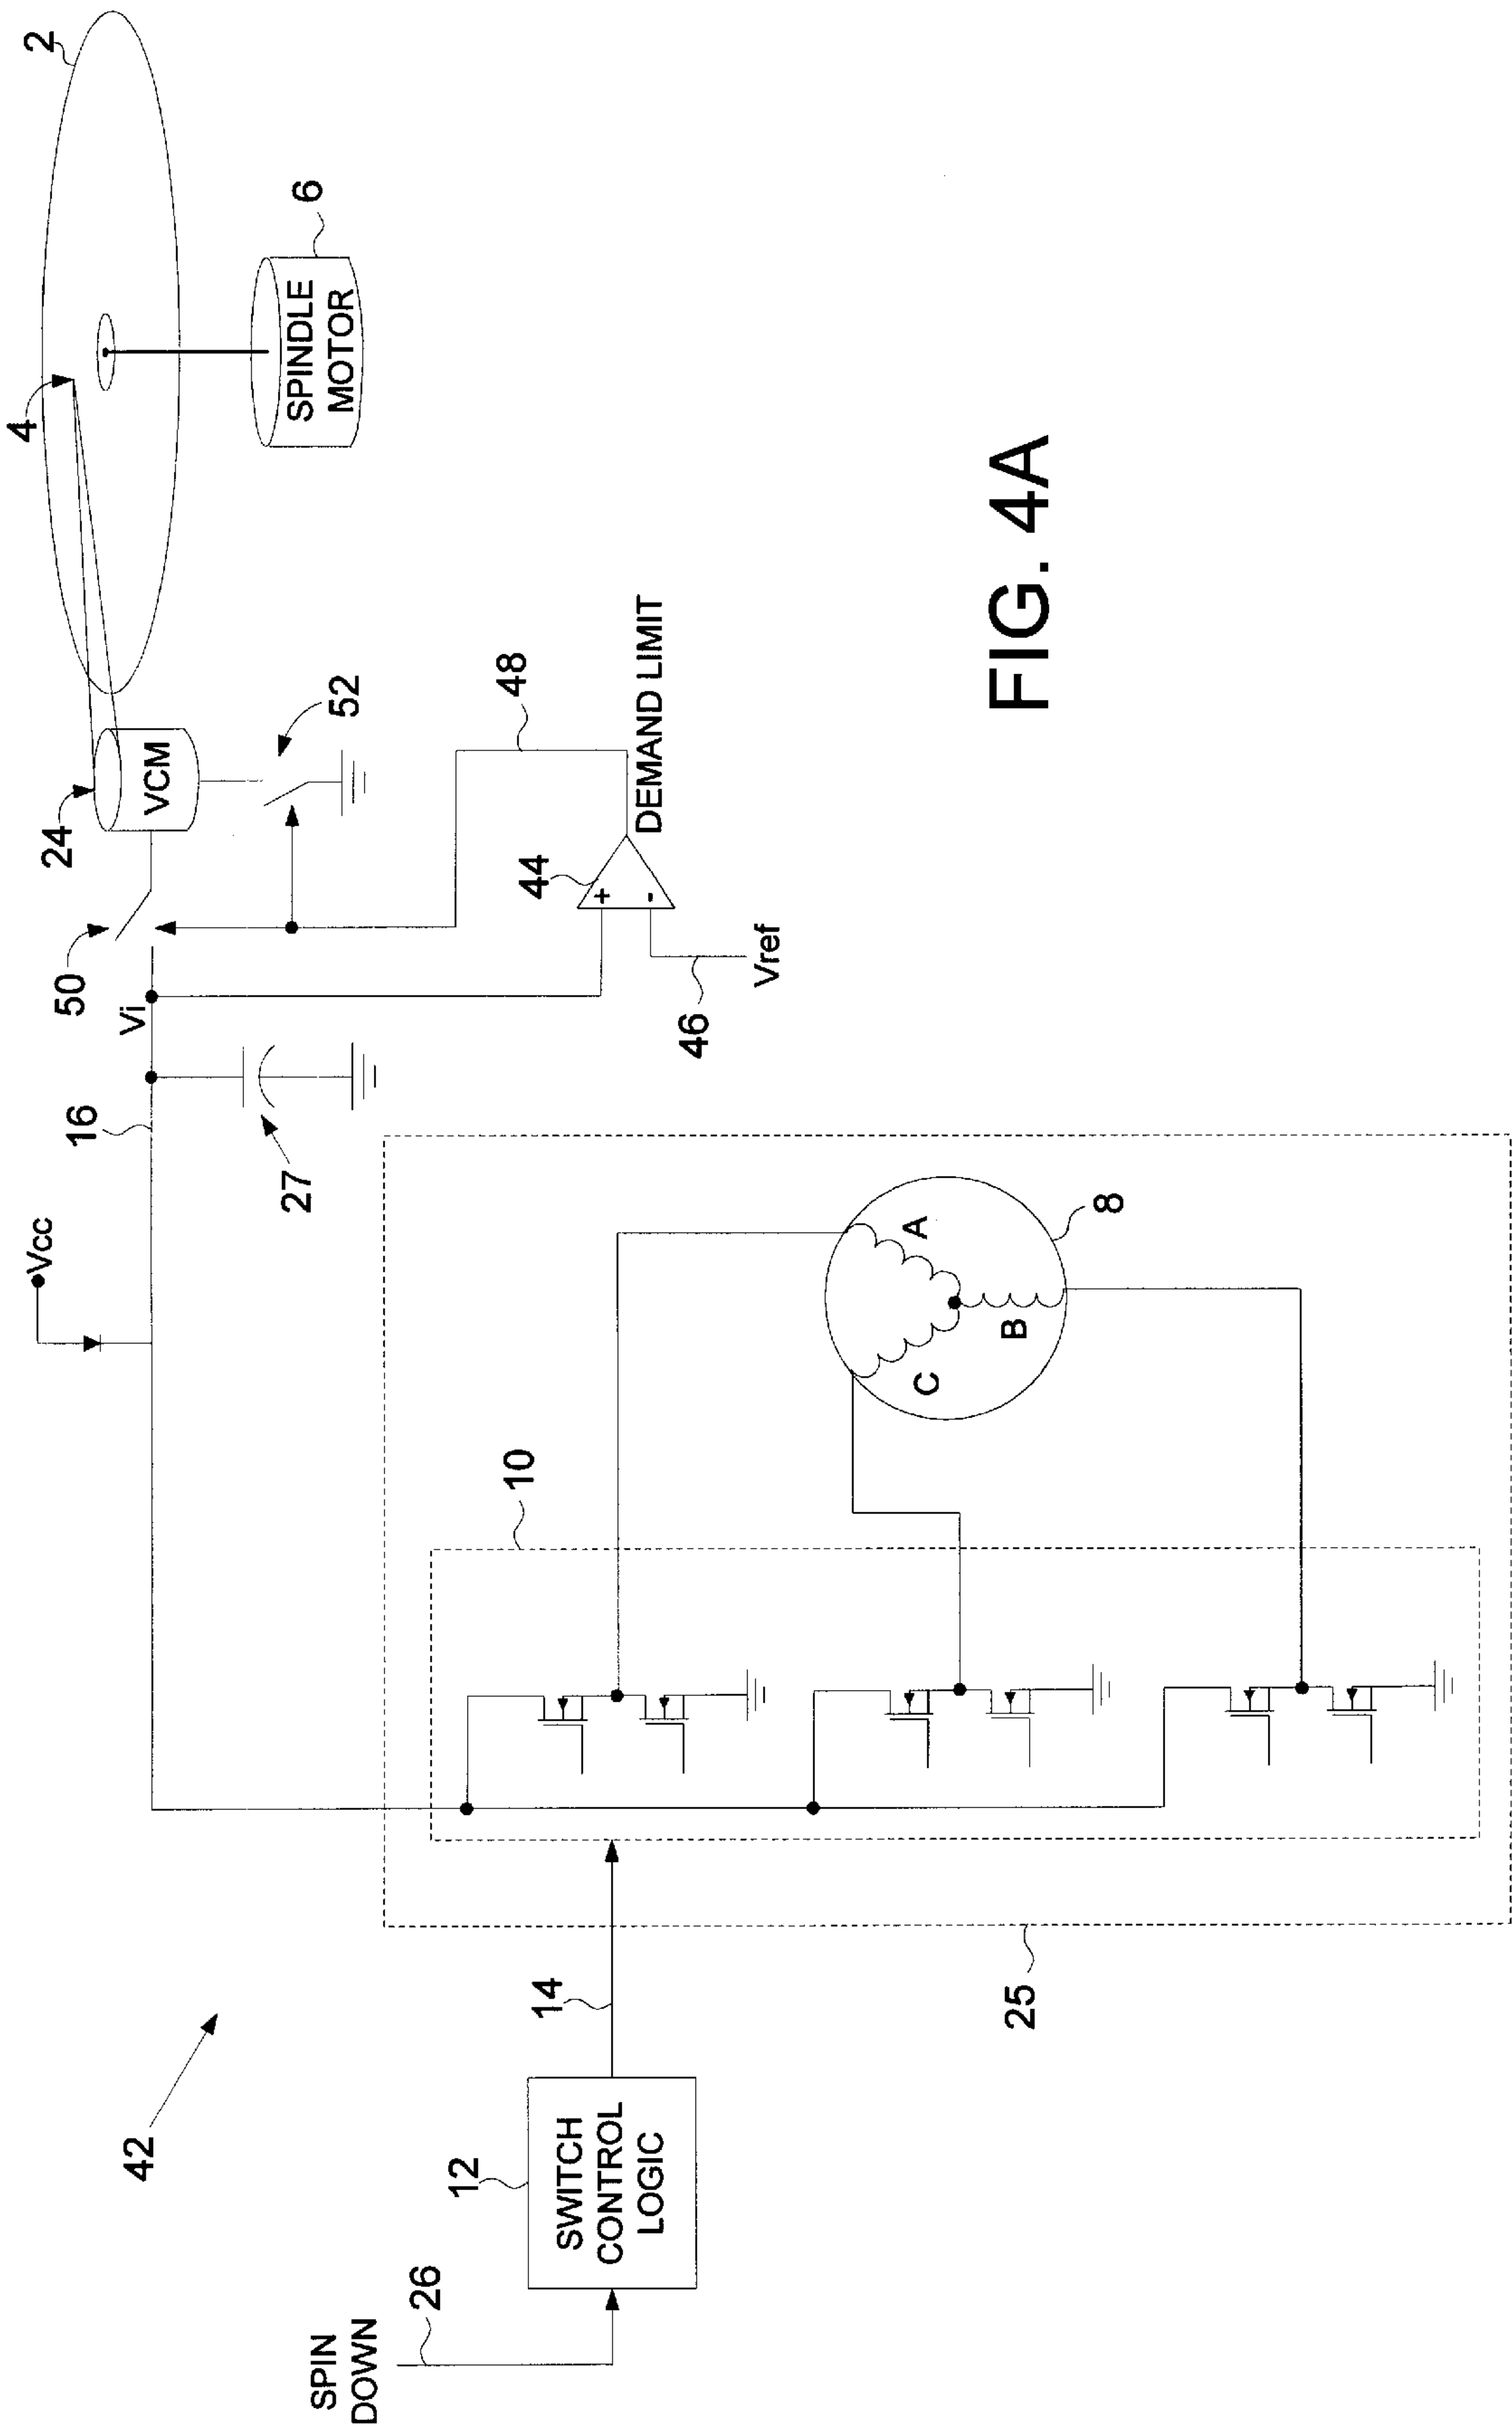 42
SPIN
DOWN
26
12
SWITCH
CONTROL
LOGIC
14
25
10
Vcc
16
27
Vi
50
24
VCM
52
4
2
6
SPINDLE
MOTOR
48
44
+
-
46
Vref
DEMAND LIMIT
A
B
C
8
FIG. 4A